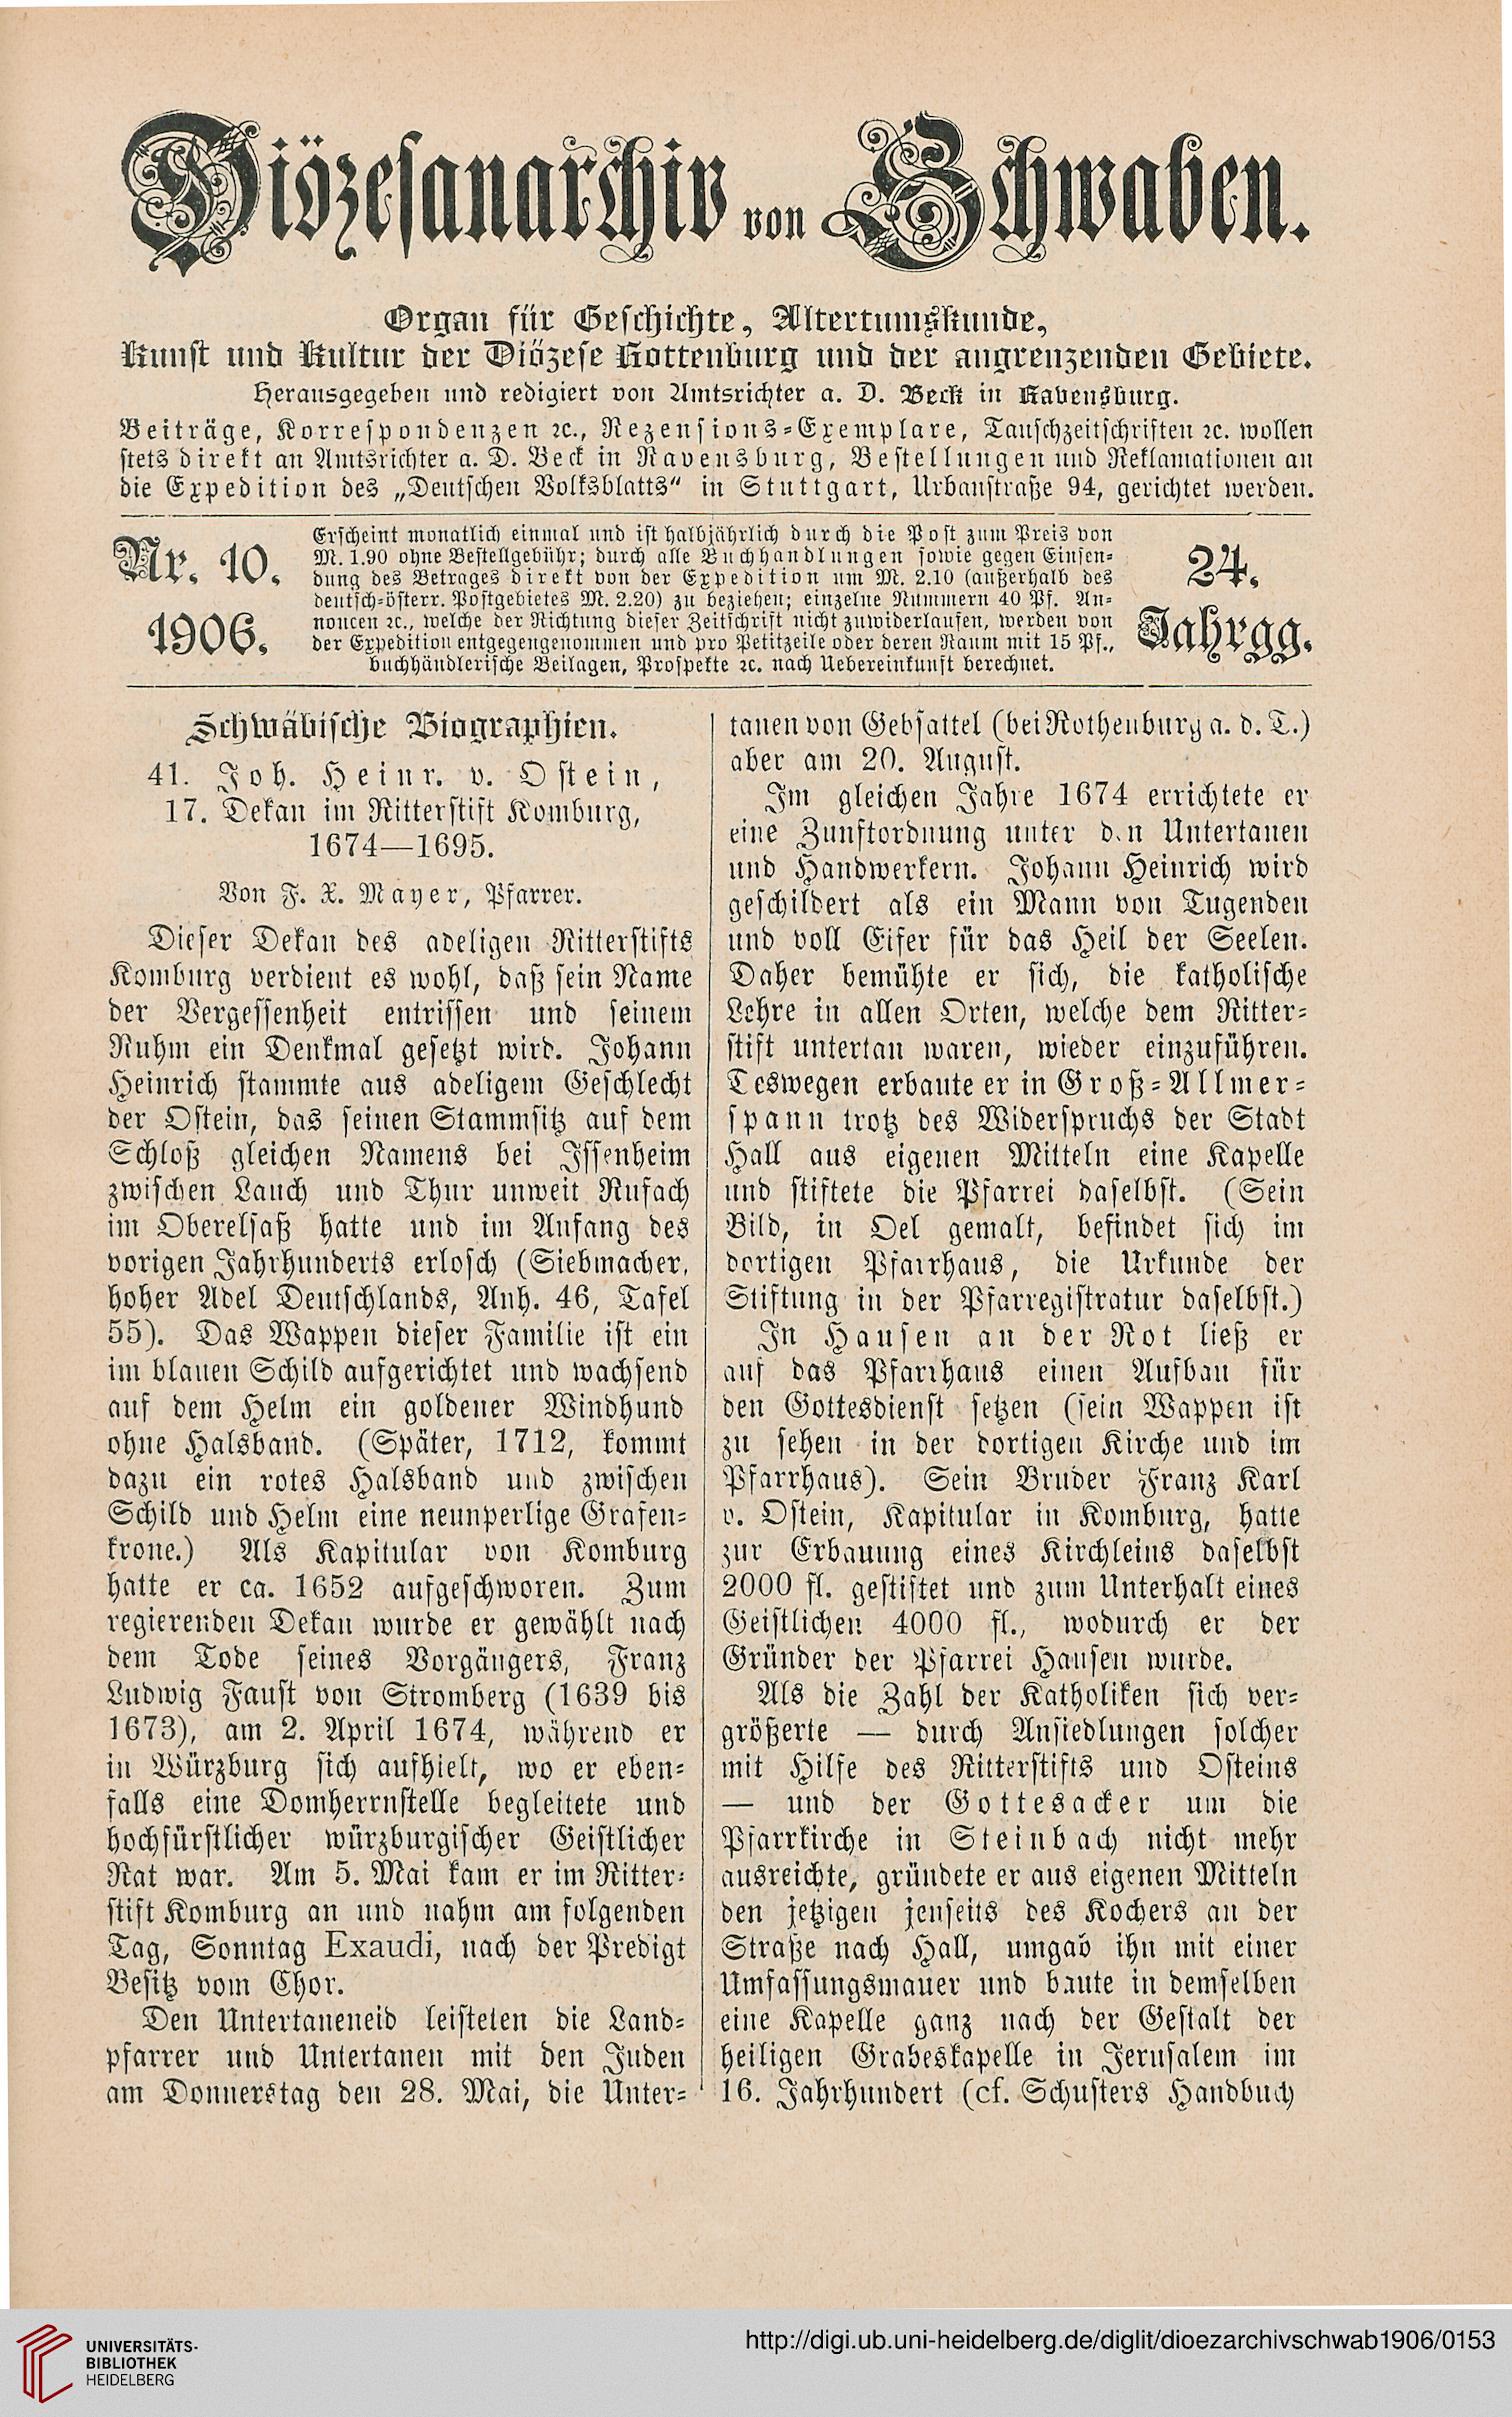 Diözesanarchiv von Schwaben.
Organ für Geschichte, Altertumskunde,
Kunst und Kultur der Diözese Rottenburg und der angrenzenden Gebiete.
Herausgegeben und redigiert von Amtsrichter a. D. Beck in Ravensburg.
Beiträge, Korrespondenzen ꝛc., Rezensions-Exemplare, Tauschzeitschriften ꝛc. wollen
stets direkt an Amtsrichter a. D. Beck in Ravensburg, Bestellungen und Reklamationen an
die Expedition des „Deutschen Volksblatts“ in Stuttgart, Urbanstraße 94, gerichtet werden.
Nr. 10.
1906.
Erscheint monatlich einmal und ist halbjährlich durch die Post zum Preis von
M. 1.90 ohne Bestellgebühr; durch alle Buchhandlungen sowie gegen Einsen-
dung des Betrages direkt von der Expedition um M. 2.10 (außerhalb des
deutsch-österr. Postgebietes M. 2.20) zu beziehen; einzelne Nummern 40 Pf. An-
noncen ꝛc., welche der Richtung dieser Zeitschrift nicht zuwiderlaufen, werden von
der Expedition entgegengenommen und pro Petitzeile oder deren Raum mit 15 Pf.,
buchhändlerische Beilagen, Prospekte ꝛc. nach Uebereinkunft berechnet.
24.
Jahrgg.
Schwäbische Biographien.
41. Joh. Heinr. v. Ostein,
17. Dekan im Ritterstift Komburg,
1674—1695.
Von F. X. Mayer, Pfarrer.
Dieser Dekan des adeligen Ritterstifts
Komburg verdient es wohl, daß sein Name
der Vergessenheit entrissen und seinem
Ruhm ein Denkmal gesetzt wird. Johann
Heinrich stammte aus adeligem Geschlecht
der Ostein, das seinen Stammsitz auf dem
Schloß gleichen Namens bei Issenheim
zwischen Lauch und Thur unweit Rufach
im Oberelsaß hatte und im Anfang des
vorigen Jahrhunderts erlosch (Siebmacher,
hoher Adel Deutschlands, Anh. 46, Tafel
55). Das Wappen dieser Familie ist ein
im blauen Schild aufgerichtet und wachsend
auf dem Helm ein goldener Windhund
ohne Halsband. (Später, 1712, kommt
dazu ein rotes Halsband und zwischen
Schild und Helm eine neunperlige Grafen-
krone.) Als Kapitular von Komburg
hatte er ca. 1652 aufgeschworen. Zum
regierenden Dekan wurde er gewählt nach
dem Tode seines Vorgängers, Franz
Ludwig Faust von Stromberg (1639 bis
1673), am 2. April 1674, während er
in Würzburg sich aufhielt, wo er eben-
falls eine Domherrnstelle begleitete und
hochfürstlicher würzburgischer Geistlicher
Rat war. Am 5. Mai kam er im Ritter-
stift Komburg an und nahm am folgenden
Tag, Sonntag Exaudi, nach der Predigt
Besitz vom Chor.
Den Untertaneneid leisteten die Land-
pfarrer und Untertanen mit den Juden
am Donnerstag den 28. Mai, die Unter-
tanen von Gebsattel (bei Rothenburg a. d. T.)
aber am 20. August.
Im gleichen Jahre 1674 errichtete er
eine Zunftordnung unter den Untertanen
und Handwerkern. Johann Heinrich wird
geschildert als ein Mann von Tugenden
und voll Eifer für das Heil der Seelen.
Daher bemühte er sich, die katholische
Lehre in allen Orten, welche dem Ritter-
stift untertan waren, wieder einzuführen.
Deswegen erbaute er in Groß-Allmer-
spann trotz des Widerspruchs der Stadt
Hall aus eigenen Mitteln eine Kapelle
und stiftete die Pfarrei daselbst. (Sein
Bild, in Oel gemalt, befindet sich im
dortigen Pfarrhaus, die Urkunde der
Stiftung in der Pfarregistratur daselbst.)
In Hausen an der Rot ließ er
auf das Pfarrhaus einen Aufbau für
den Gottesdienst setzen (sein Wappen ist
zu sehen in der dortigen Kirche und im
Pfarrhaus). Sein Bruder Franz Karl
v. Ostein, Kapitular in Komburg, hatte
zur Erbauung eines Kirchleins daselbst
2000 fl. gestiftet und zum Unterhalt eines
Geistlichen 4000 fl., wodurch er der
Gründer der Pfarrei Hausen wurde.
Als die Zahl der Katholiken sich ver-
größerte — durch Ansiedlungen solcher
mit Hilfe des Ritterstifts und Osteins
— und der Gottesacker um die
Pfarrkirche in Steinbach nicht mehr
ausreichte, gründete er aus eigenen Mitteln
den jetzigen jenseits des Kochers an der
Straße nach Hall, umgab ihn mit einer
Umfassungsmauer und baute in demselben
eine Kapelle ganz nach der Gestalt der
heiligen Grabeskapelle in Jerusalem im
16. Jahrhundert (cf. Schusters Handbuch
UNIVERSITÄTS-
BIBLIOTHEK
HEIDELBERG
http://digi.ub.uni-heidelberg.de/diglit/dioezarchivschwab1906/0153